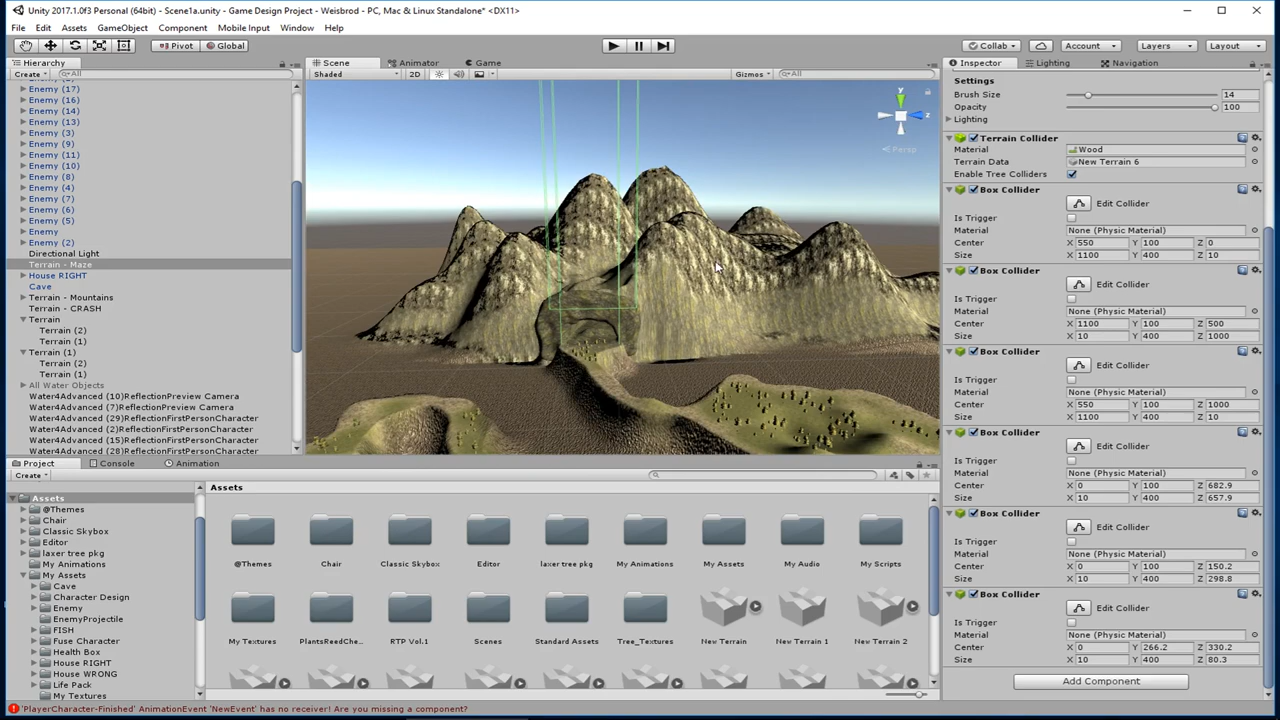 Unity 2017.1.0f3 Personal (64bit) - Scene1a.unity - Game Design Project - Weisbrod - PC, Mac & Linux Standalone* <DX11>
File Edit Assets GameObject Component Mobile Input Window Help
Pivot Global Collab Account Layers Layout
Hierarchy
Create All
Enemy (17)
Enemy (16)
Enemy (14)
Enemy (13)
Enemy (3)
Enemy (9)
Enemy (11)
Enemy (10)
Enemy (8)
Enemy (4)
Enemy (7)
Enemy (6)
Enemy (5)
Enemy
Enemy (2)
Directional Light
Terrain - Maze
House RIGHT
Cave
Terrain - Mountains
Terrain - CRASH
Terrain
Terrain (2)
Terrain (1)
Terrain (1)
Terrain (2)
Terrain (1)
All Water Objects
Water4Advanced (10)ReflectionPreview Camera
Water4Advanced (7)ReflectionPreview Camera
Water4Advanced (29)ReflectionFirstPersonCharacter
Water4Advanced (2)ReflectionFirstPersonCharacter
Water4Advanced (15)ReflectionFirstPersonCharacter
Water4Advanced (28)ReflectionFirstPersonCharacter
Scene Animator Game
Shaded 2D Gizmos All
y
z
Persp
Inspector Lighting Navigation
Settings
Brush Size 14
Opacity 100
Lighting
Terrain Collider
Material Wood
Terrain Data New Terrain 6
Enable Tree Colliders
Box Collider
Edit Collider
Is Trigger
Material None (Physic Material)
Center X 550 Y 100 Z 0
Size X 1100 Y 400 Z 10
Box Collider
Edit Collider
Is Trigger
Material None (Physic Material)
Center X 1100 Y 100 Z 500
Size X 10 Y 400 Z 1000
Box Collider
Edit Collider
Is Trigger
Material None (Physic Material)
Center X 550 Y 100 Z 1000
Size X 1100 Y 400 Z 10
Box Collider
Edit Collider
Is Trigger
Material None (Physic Material)
Center X 0 Y 100 Z 682.9
Size X 10 Y 400 Z 657.9
Box Collider
Edit Collider
Is Trigger
Material None (Physic Material)
Center X 0 Y 100 Z 150.2
Size X 10 Y 400 Z 298.8
Box Collider
Edit Collider
Is Trigger
Material None (Physic Material)
Center X 0 Y 266.2 Z 330.2
Size X 10 Y 400 Z 80.3
Add Component
Project Console Animation
Create
Assets
@Themes
Chair
Classic Skybox
Editor
laxer tree pkg
My Animations
My Assets
Cave
Character Design
Enemy
EnemyProjectile
FISH
Fuse Character
Health Box
House RIGHT
House WRONG
Life Pack
My Textures
Assets
@Themes Chair Classic Skybox Editor laxer tree pkg My Animations My Assets My Audio My Scripts
My Textures PlantsReedChe... RTP Vol.1 Scenes Standard Assets Tree_Textures New Terrain New Terrain 1 New Terrain 2
'PlayerCharacter-Finished' AnimationEvent 'NewEvent' has no receiver! Are you missing a component?